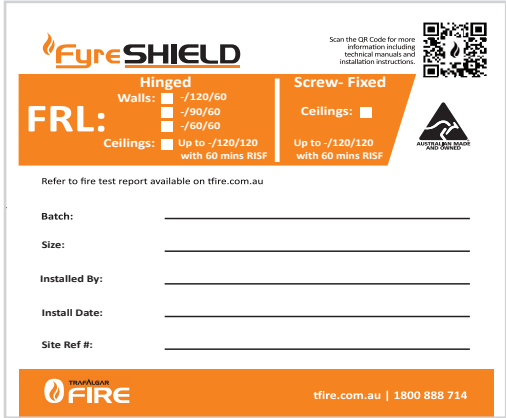 FyreSHIELD
Scan the QR Code for more
information including
technical manuals and
installation instructions.
FRL:
Hinged
Walls: -/120/60
-/90/60
-/60/60
Ceilings: Up to -/120/120
with 60 mins RISF
Screw- Fixed
Ceilings:
Up to -/120/120
with 60 mins RISF
AUSTRALIAN MADE
AND OWNED
Refer to fire test report available on tfire.com.au
Batch:
Size:
Installed By:
Install Date:
Site Ref #:
TRAFALGAR
FIRE
tfire.com.au | 1800 888 714